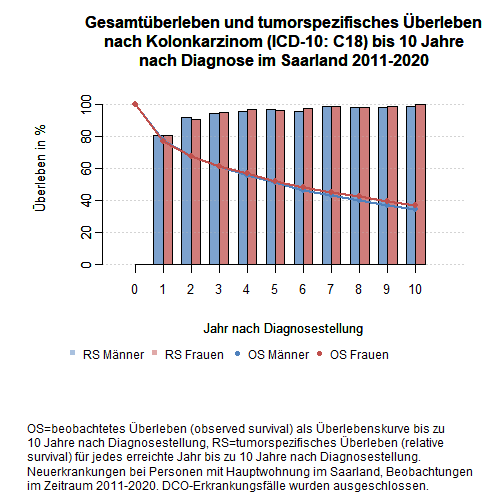 Gesamtüberleben und tumorspezifisches Überleben
nach Kolonkarzinom (ICD-10: C18) bis 10 Jahre
nach Diagnose im Saarland 2011-2020
Überleben in %
100
80
60
40
20
0
0 1 2 3 4 5 6 7 8 9 10
Jahr nach Diagnosestellung
RS Männer RS Frauen OS Männer OS Frauen
OS=beobachtetes Überleben (observed survival) als Überlebenskurve bis zu
10 Jahre nach Diagnosestellung, RS=tumorspezifisches Überleben (relative
survival) für jedes erreichte Jahr bis zu 10 Jahre nach Diagnosestellung.
Neuerkrankungen bei Personen mit Hauptwohnung im Saarland, Beobachtungen
im Zeitraum 2011-2020. DCO-Erkrankungsfälle wurden ausgeschlossen.